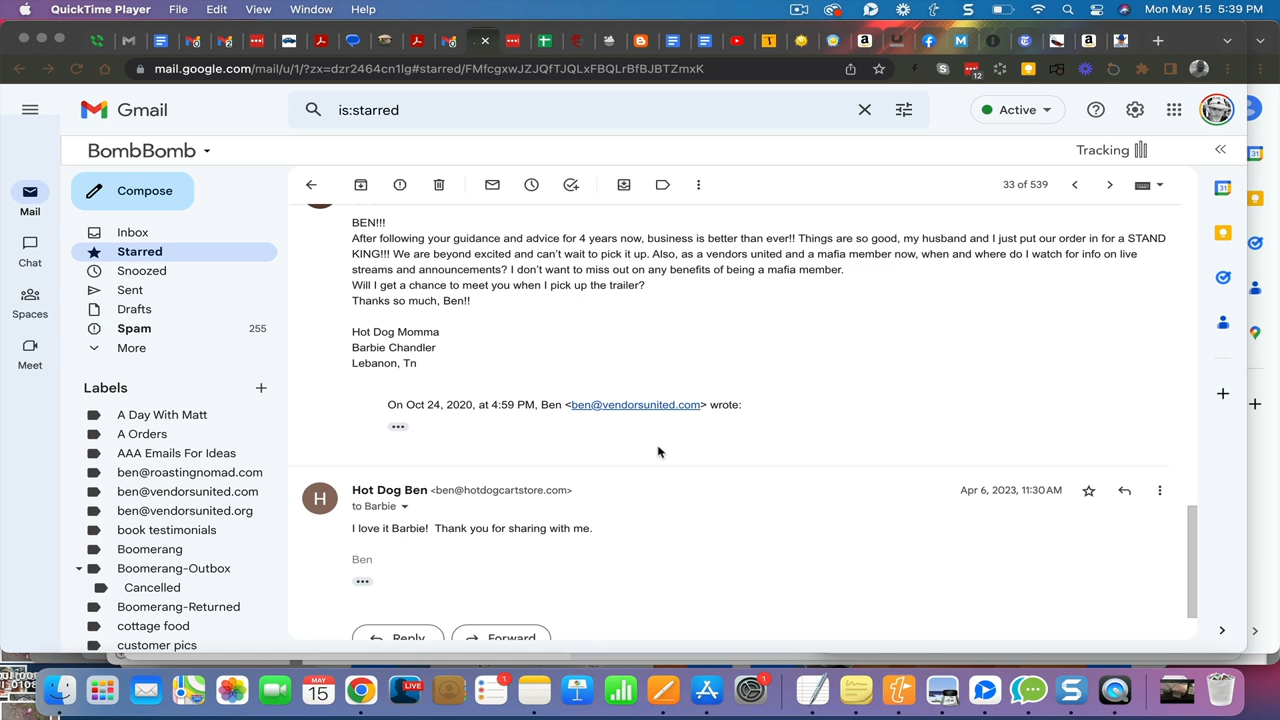 QuickTime Player File Edit View Window Help Mon May 15 5:39 PM
mail.google.com/mail/u/1/?zx=dzr2464cn1lg#starred/FMfcgxwJZJQfTJQLxFBQLrBfBJBTZmxK
12
Gmail
is:starred
Active
BombBomb
Tracking
Compose
33 of 539
Mail
Chat
Spaces
Meet
Inbox
Starred
Snoozed
Sent
Drafts
Spam 255
More
Labels
A Day With Matt
A Orders
AAA Emails For Ideas
ben@roastingnomad.com
ben@vendorsunited.com
ben@vendorsunited.org
book testimonials
Boomerang
Boomerang-Outbox
Cancelled
Boomerang-Returned
cottage food
customer pics
BEN!!!
After following your guidance and advice for 4 years now, business is better than ever!! Things are so good, my husband and I just put our order in for a STAND
KING!!! We are beyond excited and can't wait to pick it up. Also, as a vendors united and a mafia member now, when and where do I watch for info on live
streams and announcements? I don't want to miss out on any benefits of being a mafia member.
Will I get a chance to meet you when I pick up the trailer?
Thanks so much, Ben!!
Hot Dog Momma
Barbie Chandler
Lebanon, Tn
On Oct 24, 2020, at 4:59 PM, Ben <ben@vendorsunited.com> wrote:
H
Hot Dog Ben <ben@hotdogcartstore.com> Apr 6, 2023, 11:30 AM
to Barbie
I love it Barbie! Thank you for sharing with me.
Ben
Reply Forward
MAY
15
LIVE
1
1